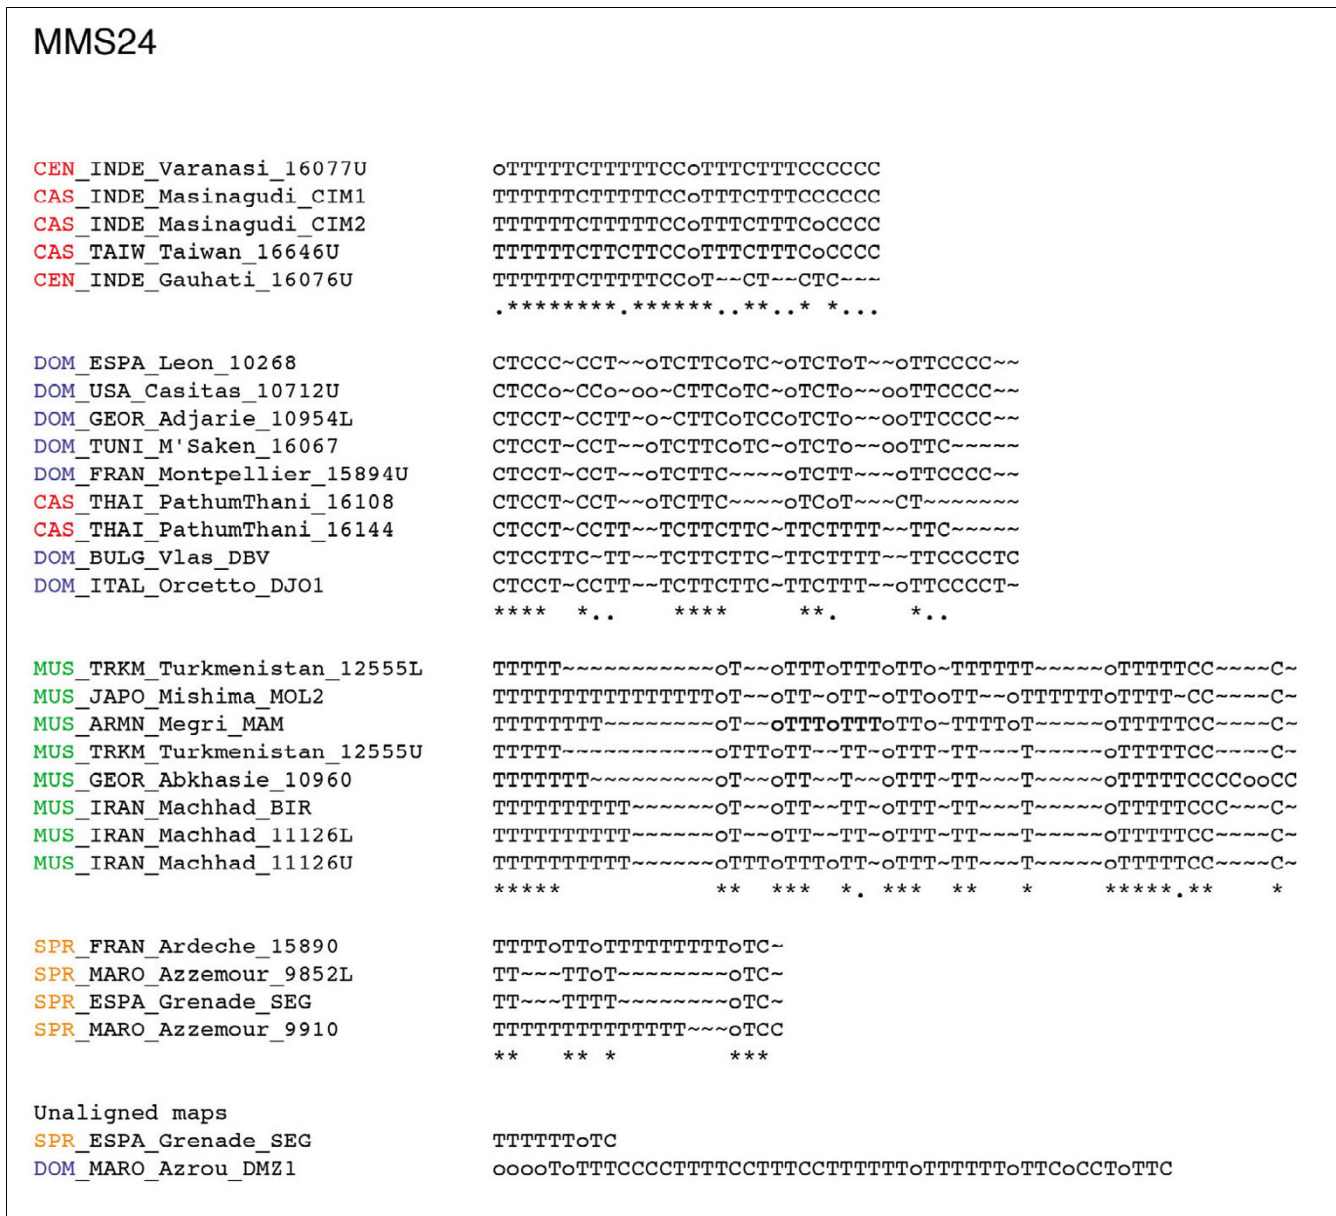 MMS24
CEN_INDE_Varanasi_16077U oTTTTTCTTTTTCCoTTTCTTTCCCCCC
CAS_INDE_Masinagudi_CIM1 TTTTTTCTTTTTCCoTTTCTTTCCCCCC
CAS_INDE_Masinagudi_CIM2 TTTTTTCTTTTTCCoTTTCTTTCoCCCC
CAS_TAIW_Taiwan_16646U TTTTTTCTTCTTCCoTTTCTTTCoCCCC
CEN_INDE_Gauhati_16076U TTTTTTCTTTTTCCoT~~CT~~CTC~~~
.********.******..**..* *...
DOM_ESPA_Leon_10268 CTCCC~CCT~~oTCTTCoTC~oTCToT~~oTTCCCC~~
DOM_USA_Casitas_10712U CTCCo~CCo~oo~CTTCoTC~oTCTo~~ooTTCCCC~~
DOM_GEOR_Adjarie_10954L CTCCT~CCTT~o~CTTCoTCCoTCTo~~ooTTCCCC~~
DOM_TUNI_M'Saken_16067 CTCCT~CCT~~oTCTTCoTC~oTCTo~~ooTTC~~~~~
DOM_FRAN_Montpellier_15894U CTCCT~CCT~~oTCTTC~~~~oTCTT~~~oTTCCCC~~
CAS_THAI_PathumThani_16108 CTCCT~CCT~~oTCTTC~~~~oTCoT~~~CT~~~~~~~
CAS_THAI_PathumThani_16144 CTCCT~CCTT~~TCTTCTTC~TTCTTTT~~TTC~~~~~
DOM_BULG_Vlas_DBV CTCCTTC~TT~~TCTTCTTC~TTCTTTT~~TTCCCCTC
DOM_ITAL_Orcetto_DJO1 CTCCT~CCTT~~TCTTCTTC~TTCTTT~~oTTCCCCT~
****  *..    ****     **.     *..
MUS_TRKM_Turkmenistan_12555L TTTTT~~~~~~~~~~~oT~~oTTToTTToTTo~TTTTTT~~~~~oTTTTTCC~~~~C~
MUS_JAPO_Mishima_MOL2 TTTTTTTTTTTTTTTToT~~oTT~oTT~oTTooTT~~oTTTTTToTTTT~CC~~~~C~
MUS_ARMN_Megri_MAM TTTTTTTT~~~~~~~~oT~~oTTToTTToTTo~TTTToT~~~~~oTTTTTCC~~~~C~
MUS_TRKM_Turkmenistan_12555U TTTTT~~~~~~~~~~~oTTToTT~~TT~oTTT~TT~~~T~~~~~oTTTTTCC~~~~C~
MUS_GEOR_Abkhasie_10960 TTTTTTT~~~~~~~~~oT~~oTT~~T~~oTTT~TT~~~T~~~~~oTTTTTCCCCooCC
MUS_IRAN_Machhad_BIR TTTTTTTTTT~~~~~~oT~~oTT~~TT~oTTT~TT~~~T~~~~~oTTTTTCCC~~~C~
MUS_IRAN_Machhad_11126L TTTTTTTTTT~~~~~~oT~~oTT~~TT~oTTT~TT~~~T~~~~~oTTTTTCC~~~~C~
MUS_IRAN_Machhad_11126U TTTTTTTTTT~~~~~~oTTToTTToTT~oTTT~TT~~~T~~~~~oTTTTTCC~~~~C~
*****           **  ***  *. ***  **   *     *****.**    *
SPR_FRAN_Ardeche_15890 TTTToTToTTTTTTTTToTC~
SPR_MARO_Azzemour_9852L TT~~~TToT~~~~~~~~oTC~
SPR_ESPA_Grenade_SEG TT~~~TTTT~~~~~~~~oTC~
SPR_MARO_Azzemour_9910 TTTTTTTTTTTTTT~~~oTCC
**   ** *        ***
Unaligned maps
SPR_ESPA_Grenade_SEG TTTTTToTC
DOM_MARO_Azrou_DMZ1 ooooToTTTCCCCTTTTCCTTTCCTTTTTToTTTTTToTTCoCCToTTC